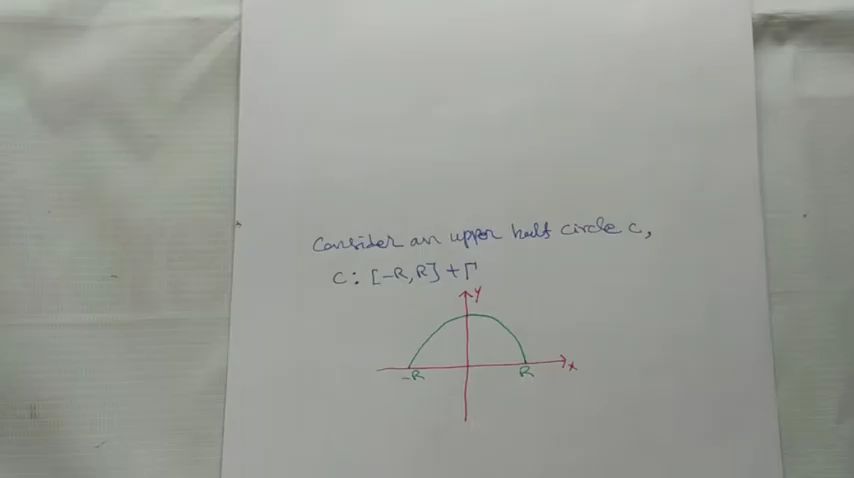 Consider an upper half circle C,
C: [-R, R] + Γ
Y
-R R X